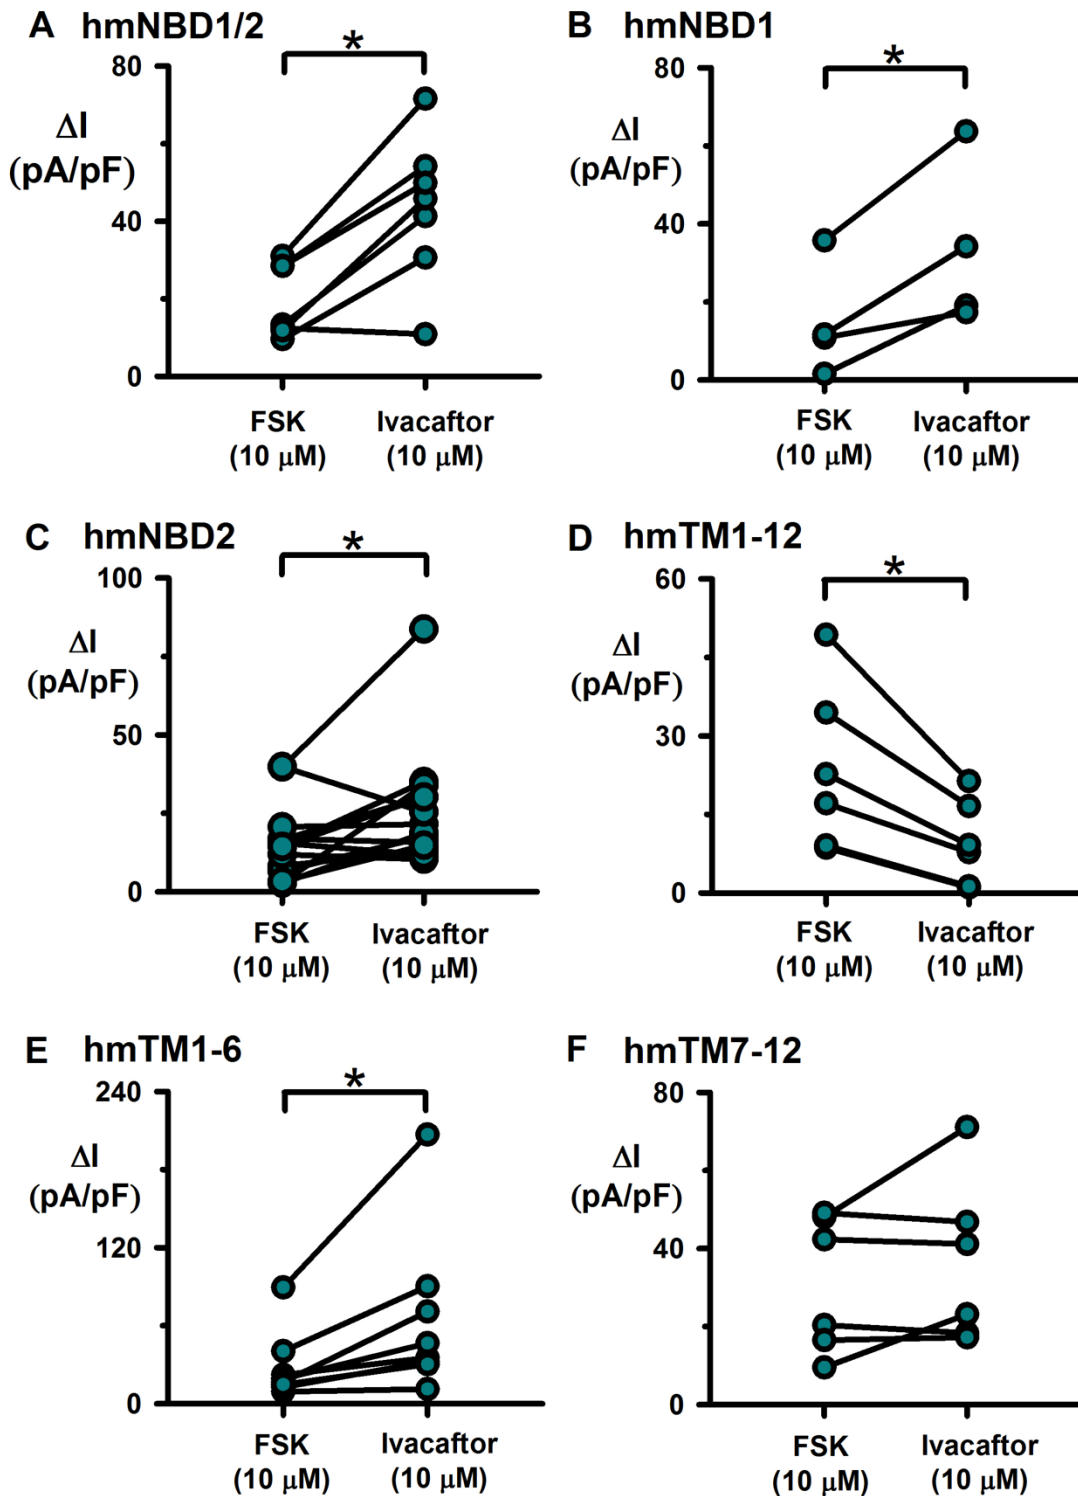 A hmNBD1/2
*
80
ΔI
(pA/pF)
40
0
FSK
(10 μM)
Ivacaftor
(10 μM)
B hmNBD1
*
80
ΔI
(pA/pF)
40
0
FSK
(10 μM)
Ivacaftor
(10 μM)
C hmNBD2
*
100
ΔI
(pA/pF)
50
0
FSK
(10 μM)
Ivacaftor
(10 μM)
D hmTM1-12
*
60
ΔI
(pA/pF)
30
0
FSK
(10 μM)
Ivacaftor
(10 μM)
E hmTM1-6
*
240
ΔI
(pA/pF)
120
0
FSK
(10 μM)
Ivacaftor
(10 μM)
F hmTM7-12
80
ΔI
(pA/pF)
40
0
FSK
(10 μM)
Ivacaftor
(10 μM)